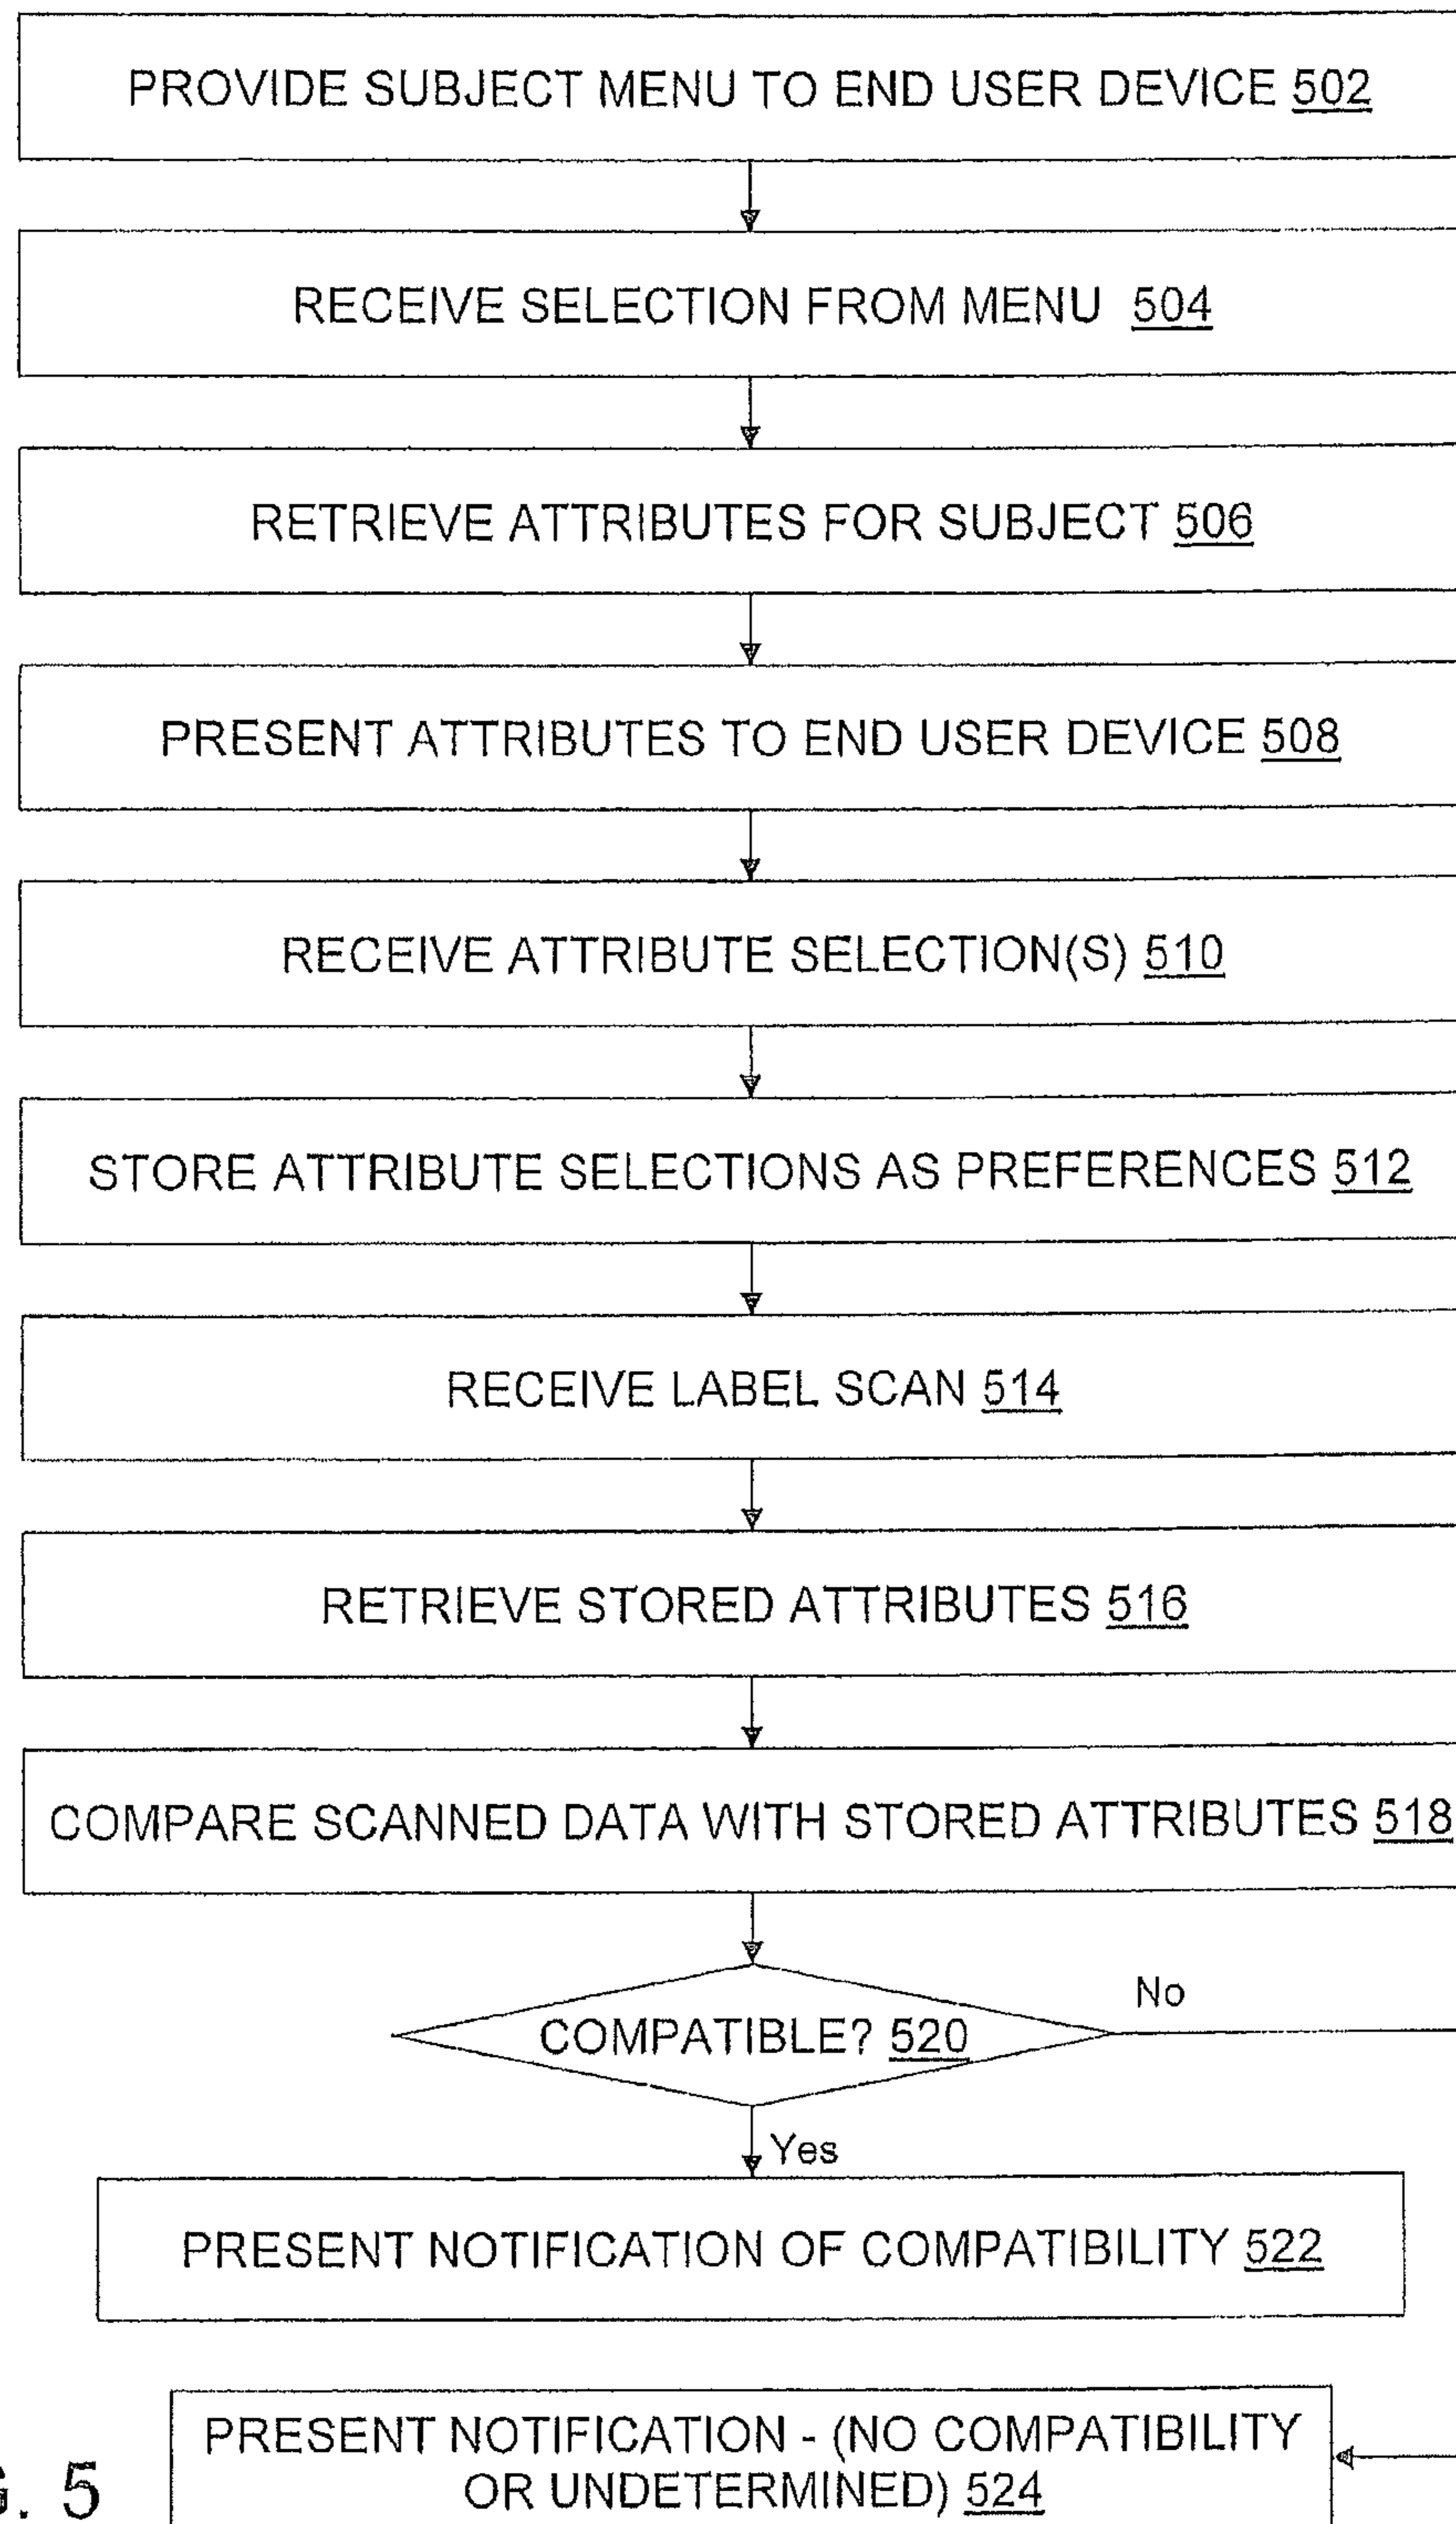 PROVIDE SUBJECT MENU TO END USER DEVICE 502
RECEIVE SELECTION FROM MENU 504
RETRIEVE ATTRIBUTES FOR SUBJECT 506
PRESENT ATTRIBUTES TO END USER DEVICE 508
RECEIVE ATTRIBUTE SELECTION(S) 510
STORE ATTRIBUTE SELECTIONS AS PREFERENCES 512
RECEIVE LABEL SCAN 514
RETRIEVE STORED ATTRIBUTES 516
COMPARE SCANNED DATA WITH STORED ATTRIBUTES 518
No
COMPATIBLE? 520
Yes
PRESENT NOTIFICATION OF COMPATIBILITY 522
PRESENT NOTIFICATION - (NO COMPATIBILITY
OR UNDETERMINED) 524
G. 5